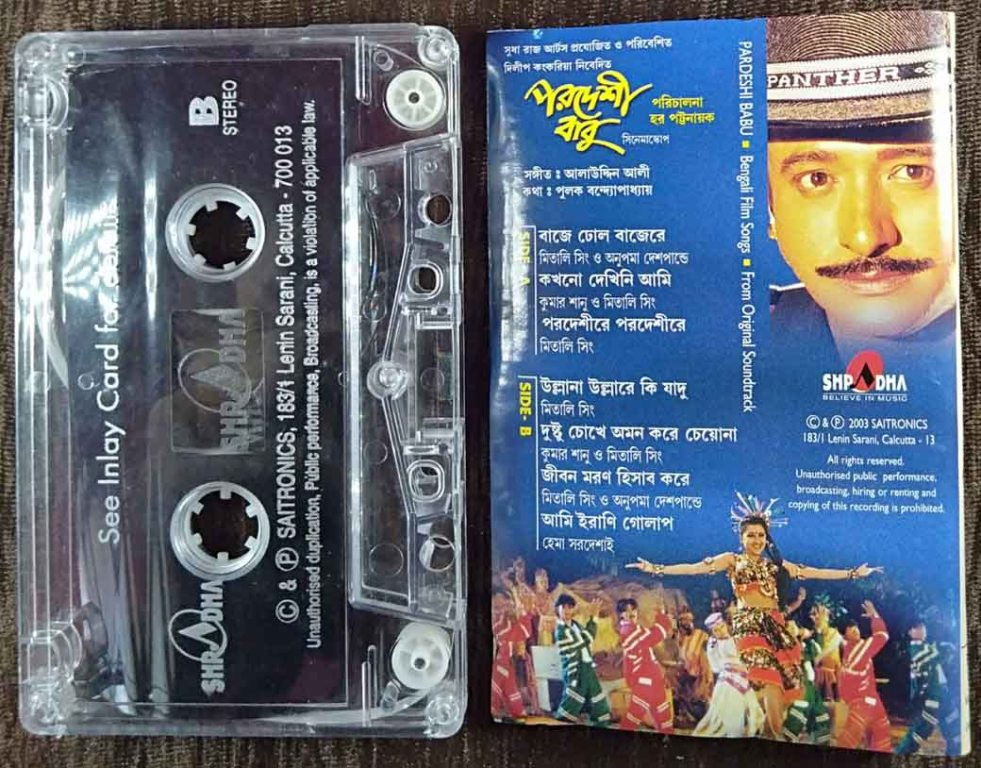 B
STEREO
See Inlay Card for
SHRADHA
SHRADHA
© & ℗ SAITRONICS, 183/1 Lenin Sarani, Calcutta - 700 013
Unauthorised duplication, Public performance, Broadcasting, is a violation of applicable law.
সুধা রাজ আর্টস প্রযোজিত ও পরিবেশিত
দিলীপ কংকরিয়া নিবেদিত
পরদেশী
বাবু
সিনেমাস্কোপ
পরিচালনা
হর পট্টনায়ক
সঙ্গীত : আলাউদ্দিন আলী
কথা : পুলক বন্দ্যোপাধ্যায়
SIDE- A
বাজে ঢোল বাজেরে
মিতালি সিং ও অনুপমা দেশপান্ডে
কখনো দেখিনি আমি
কুমার শানু ও মিতালি সিং
পরদেশীরে পরদেশীরে
মিতালি সিং
SIDE- B
উল্লানা উল্লারে কি যাদু
মিতালি সিং
দুষ্টু চোখে অমন করে চেয়োনা
কুমার শানু ও মিতালি সিং
জীবন মরণ হিসাব করে
মিতালি সিং ও অনুপমা দেশপান্ডে
আমি ইরাণি গোলাপ
হেমা সরদেশাই
PARDESHI BABU ■ Bengali Film Songs ■ From Original Soundtrack
PANTHER
SHRADHA
BELIEVE IN MUSIC
© & ℗ 2003 SAITRONICS
183/1 Lenin Sarani, Calcutta - 13
All rights reserved.
Unauthorised public performance,
broadcasting, hiring or renting and
copying of this recording is prohibited.